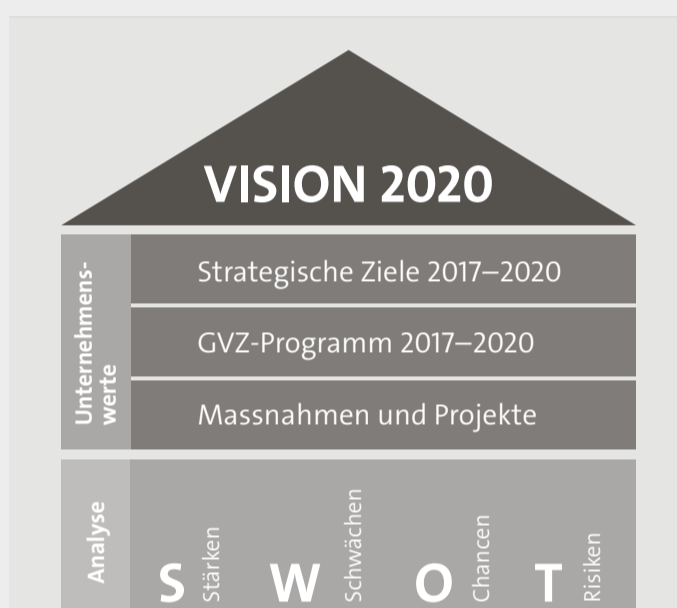 VISION 2020
Unternehmens-
werte
Strategische Ziele 2017–2020
GVZ-Programm 2017–2020
Massnahmen und Projekte
Analyse
S Stärken W Schwächen O Chancen T Risiken